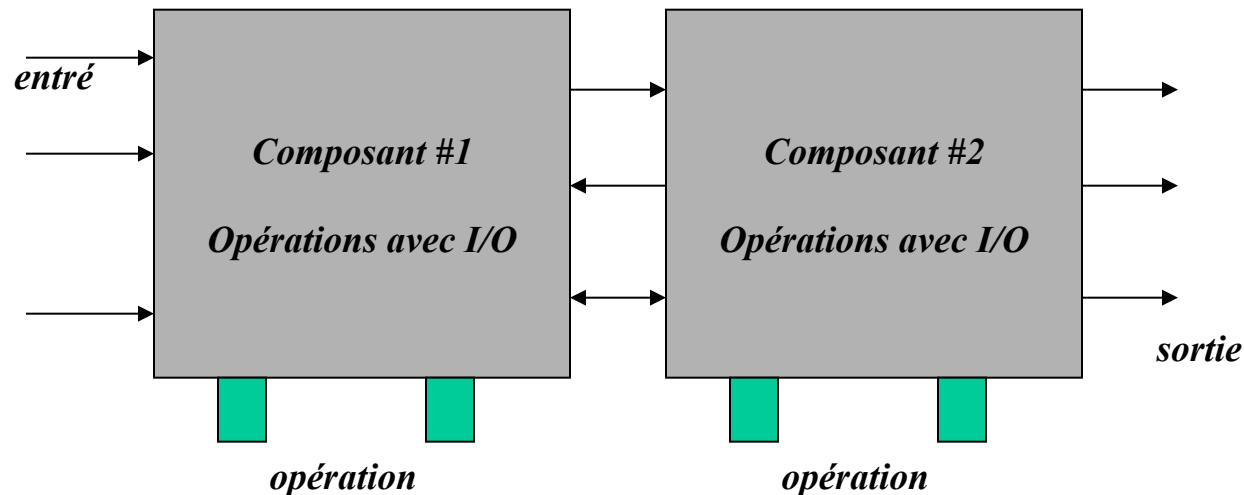 entré
Composant #1
Opérations avec I/O
Composant #2
Opérations avec I/O
sortie
opération
opération